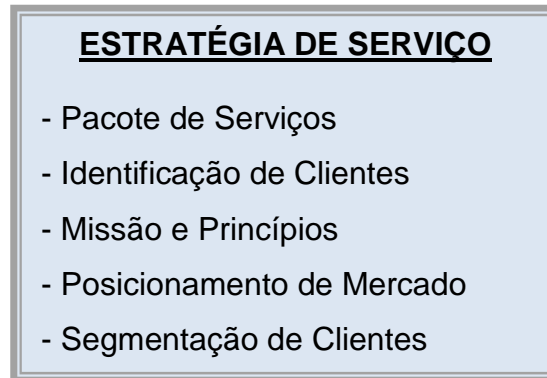 ESTRATÉGIA DE SERVIÇO
- Pacote de Serviços
- Identificação de Clientes
- Missão e Princípios
- Posicionamento de Mercado
- Segmentação de Clientes